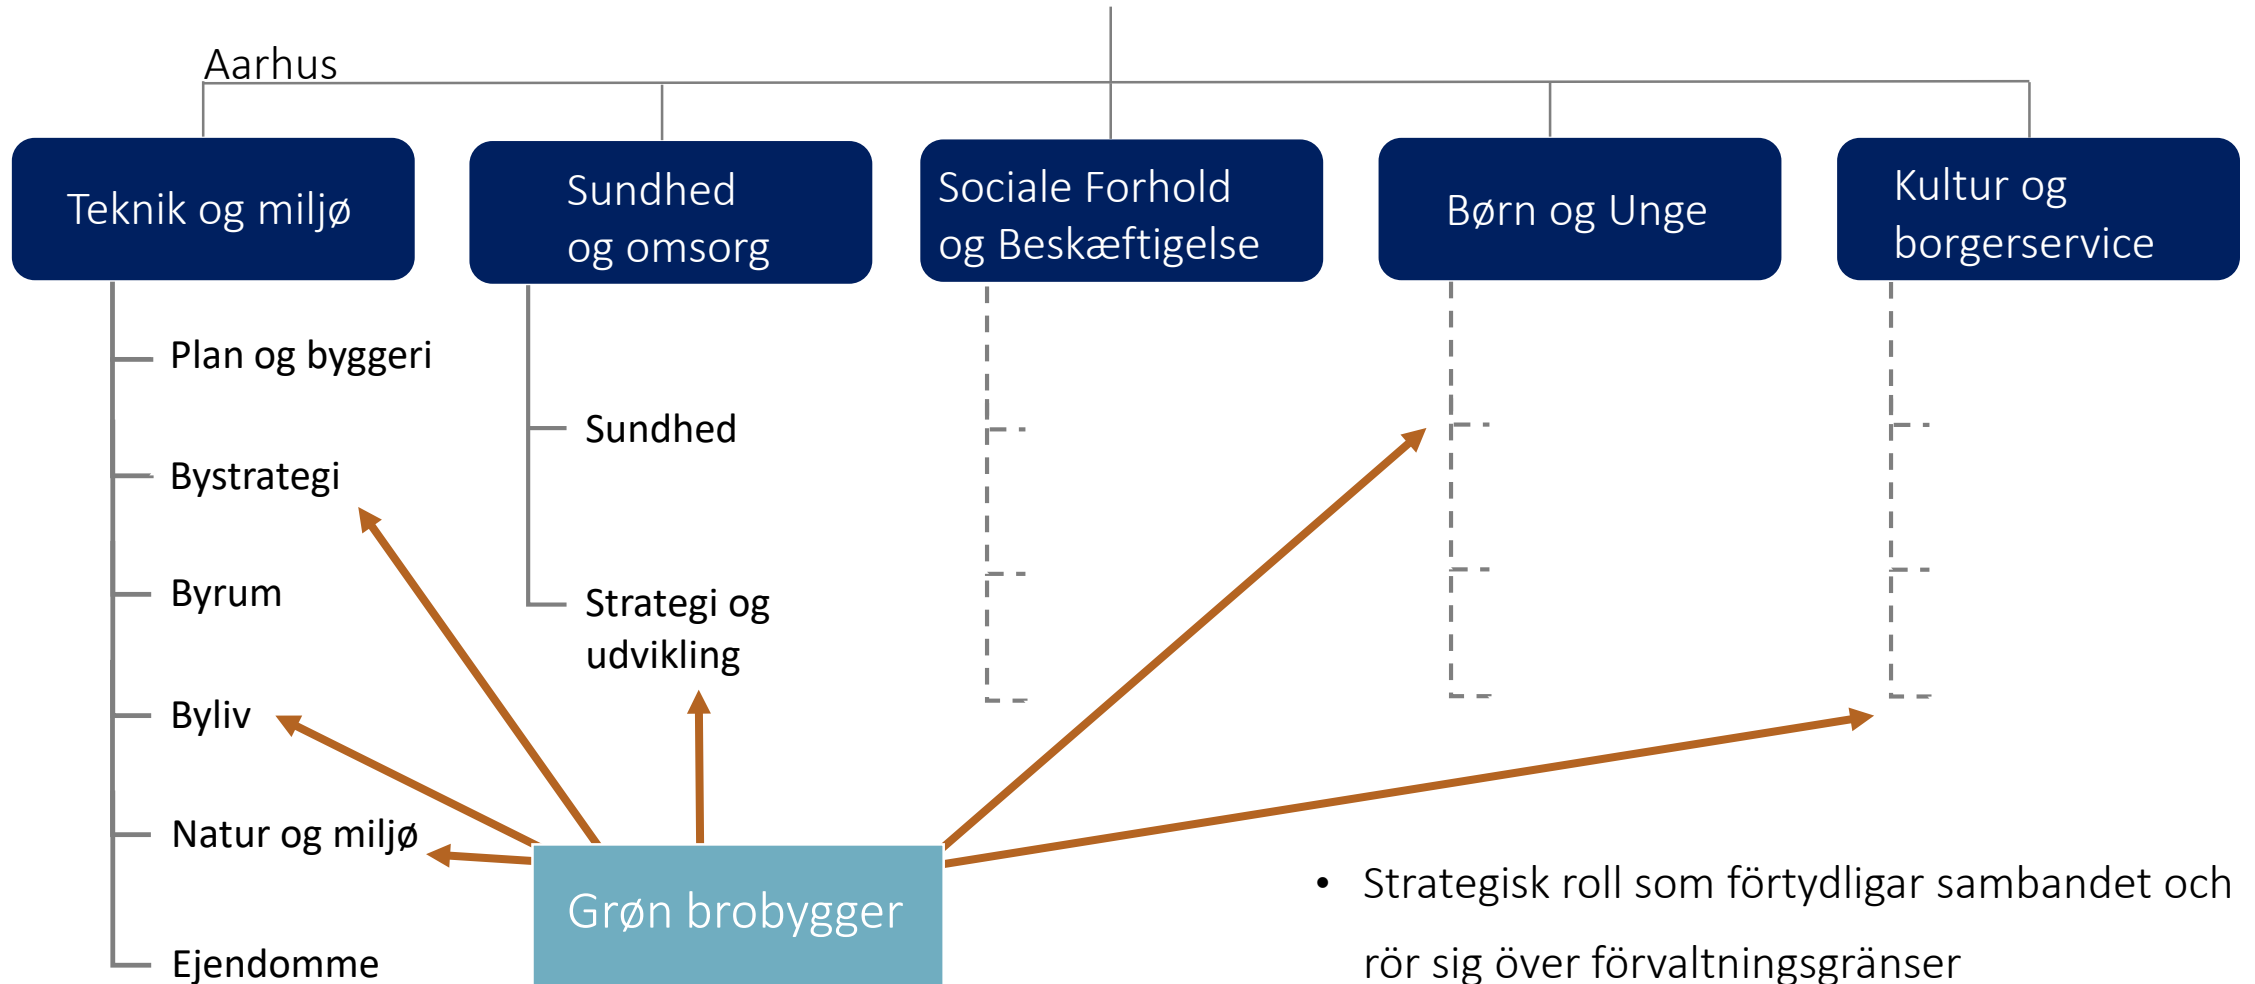 Aarhus
Teknik og miljø
Sundhed
og omsorg
Sociale Forhold
og Beskæftigelse
Børn og Unge
Kultur og
borgerservice
Plan og byggeri
Bystrategi
Byrum
Byliv
Natur og miljø
Ejendomme
Sundhed
Strategi og
udvikling
Grøn brobygger
• Strategisk roll som förtydligar sambandet och
rör sig över förvaltningsgränser